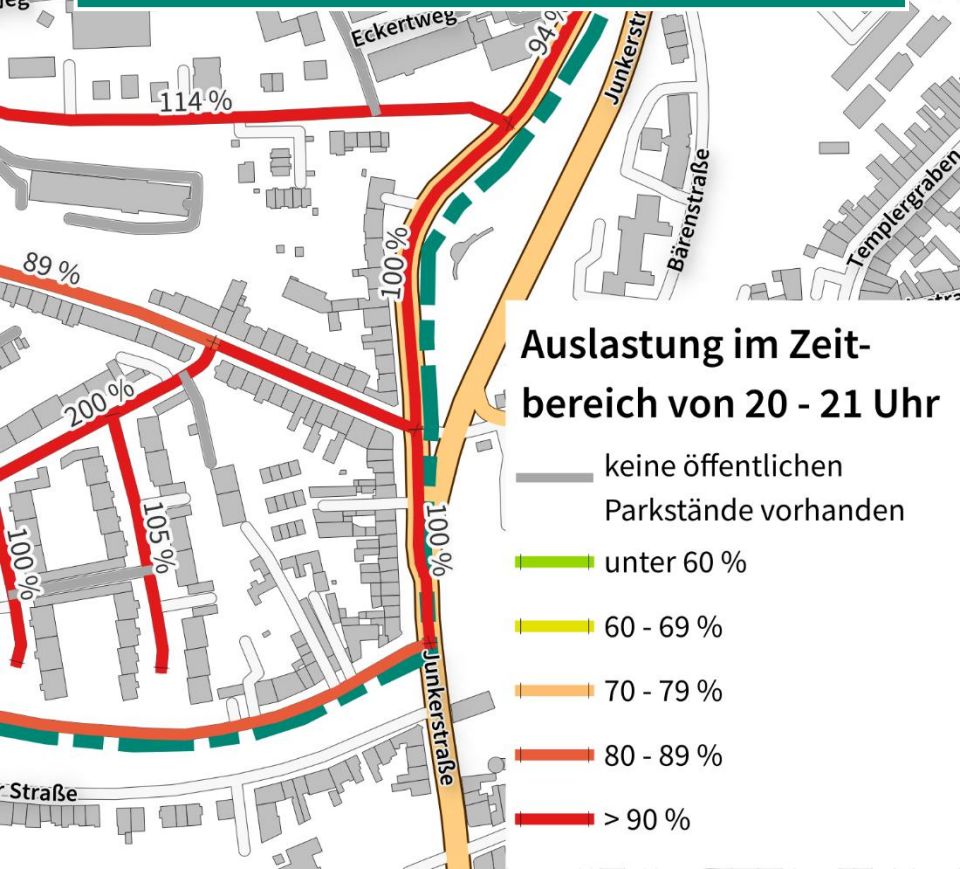 Eckertweg
94 %
Junkerstr
114 %
Bärenstraße
Templergraben
100 %
89 %
200 %
105 %
100 %
100 %
Junkerstraße
r Straße
Auslastung im Zeit-
bereich von 20 - 21 Uhr
keine öffentlichen
Parkstände vorhanden
unter 60 %
60 - 69 %
70 - 79 %
80 - 89 %
> 90 %